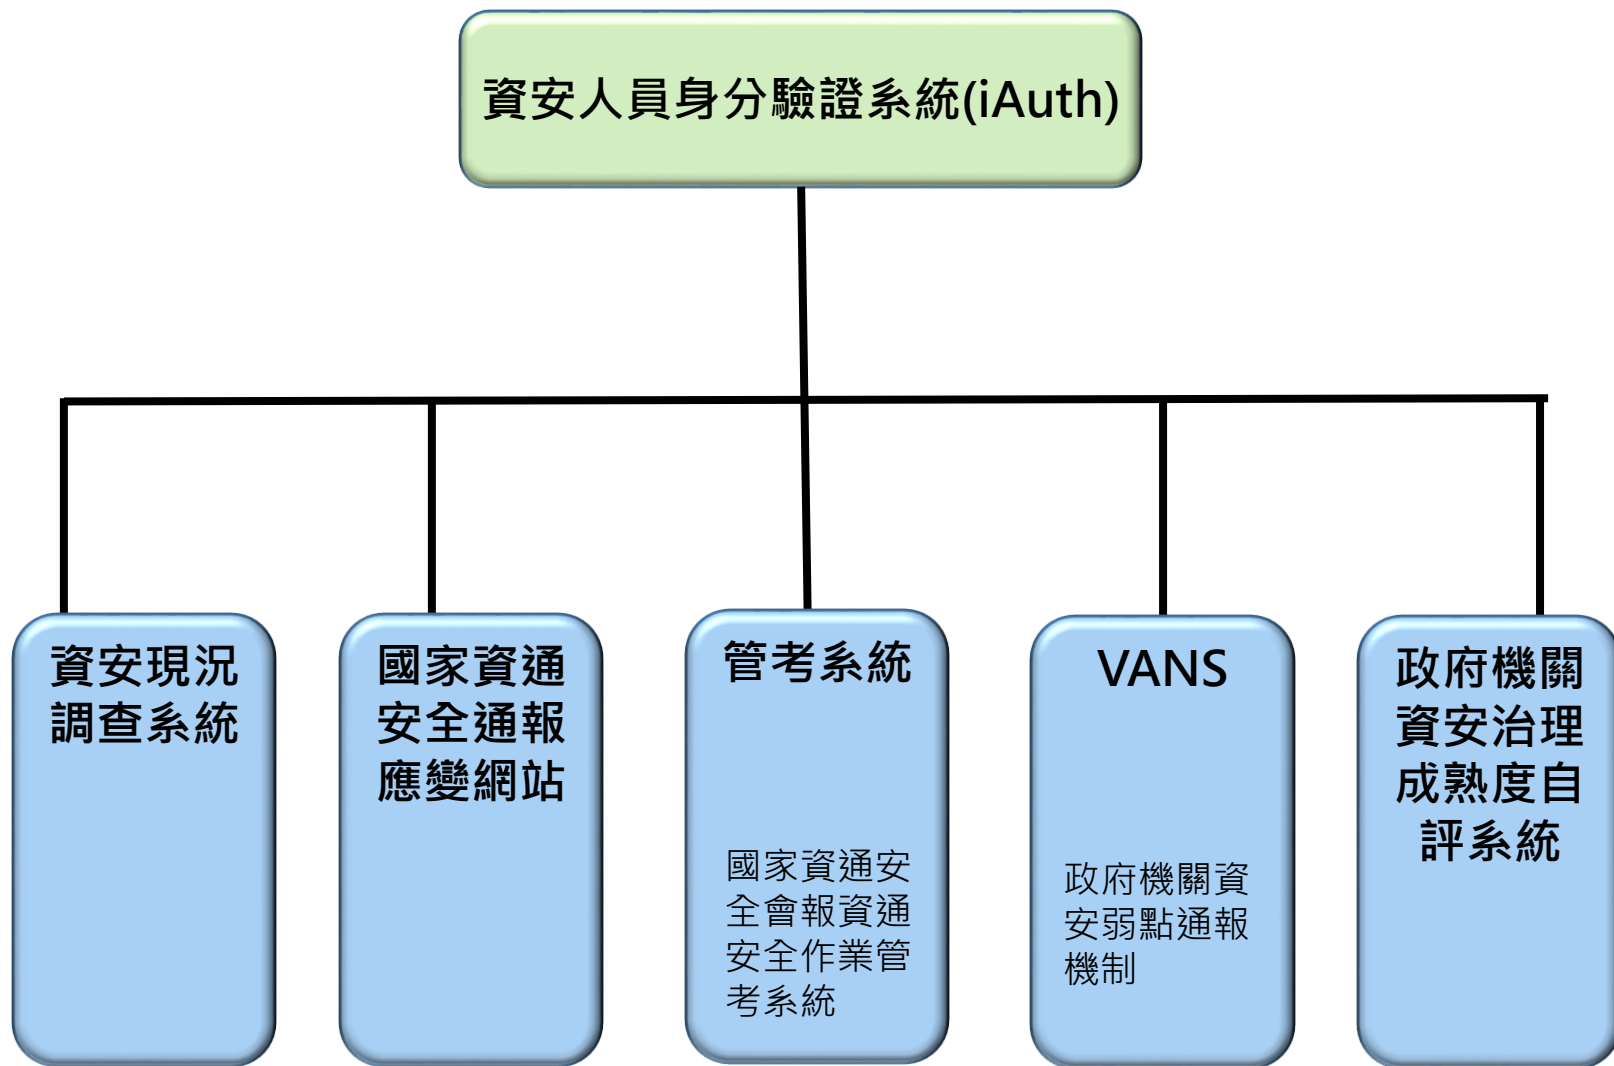 資安人員身分驗證系統(iAuth)
資安現況
調查系統
國家資通
安全通報
應變網站
管考系統
國家資通安
全會報資通
安全作業管
考系統
VANS
政府機關資
安弱點通報
機制
政府機關
資安治理
成熟度自
評系統